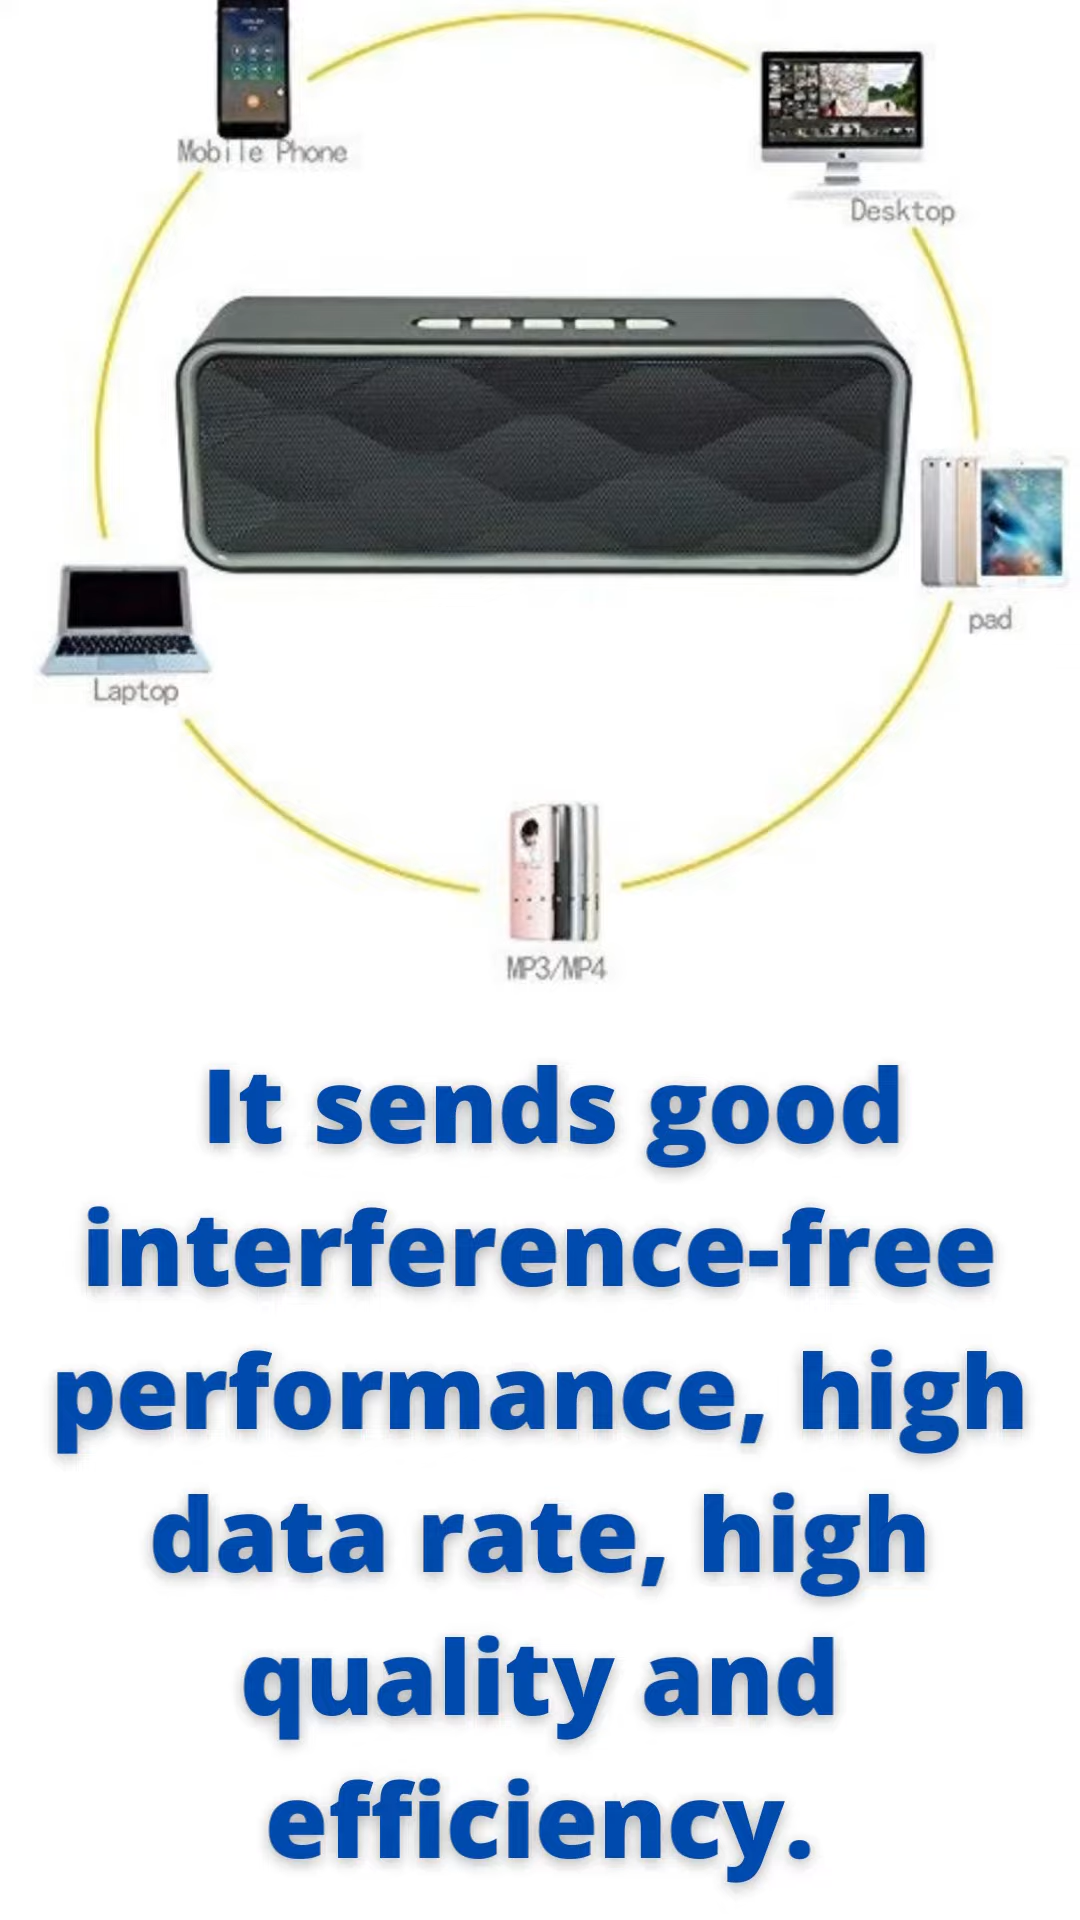 Mobile Phone
Desktop
pad
Laptop
MP3/MP4
It sends good
interference-free
performance, high
data rate, high
quality and
efficiency.